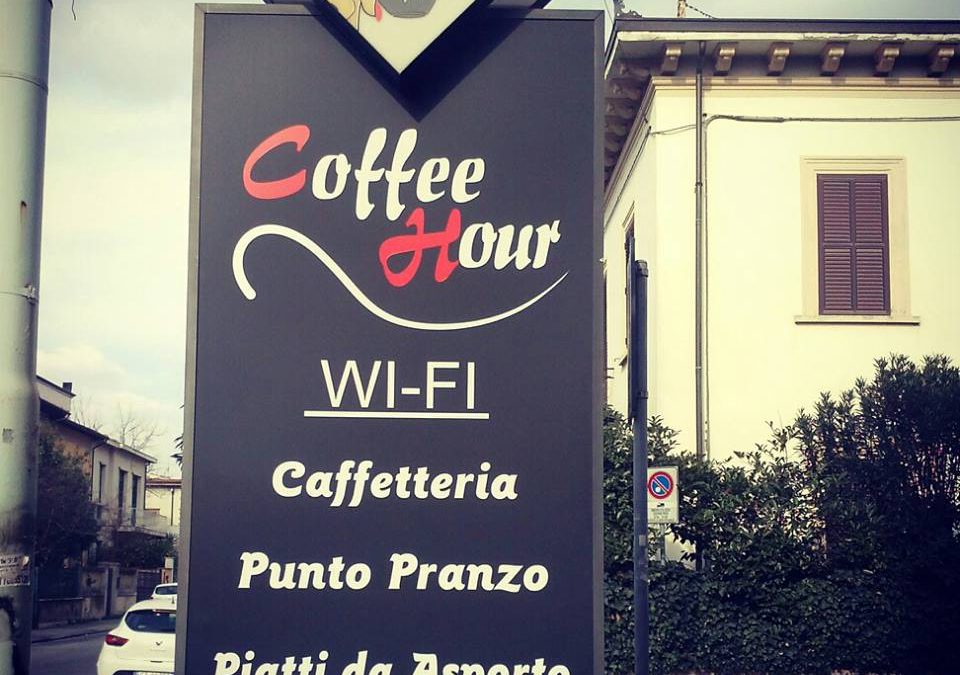 Coffee
Hour
WI-FI
Caffetteria
Punto Pranzo
Piatti da Asporto